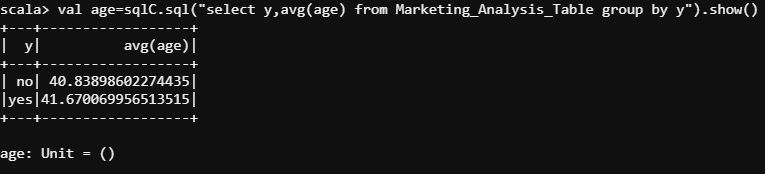 scala> val age=sqlC.sql("select y,avg(age) from Marketing_Analysis_Table group by y").show()
+---+------------------+
|  y|          avg(age)|
+---+------------------+
| no| 40.83898602274435|
|yes|41.670069956513515|
+---+------------------+
age: Unit = ()